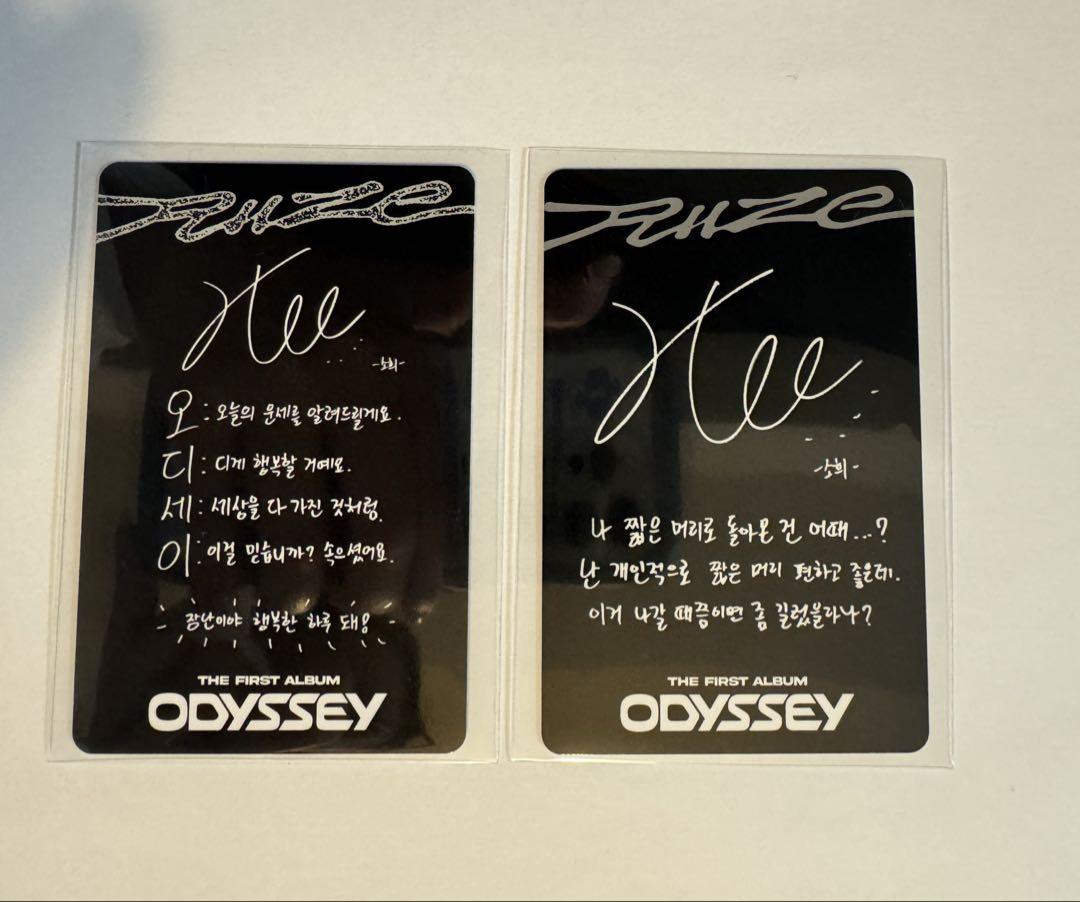 RIIZE
Hee
-소희-
오 : 오늘의 운세를 알려드릴게요.
디 : 디게 행복할 거예요.
세 : 세상을 다 가진 것처럼.
이 : 이걸 믿습니까? 속으셨어요.
장난이야 행복한 하루 돼용
THE FIRST ALBUM
ODYSSEY
RIIZE
Hee
-소희-
나 짧은 머리로 돌아온 건 어때...?
난 개인적으로 짧은 머리 편하고 좋은데.
이거 나갈 때쯤이면 좀 길렀을라나?
THE FIRST ALBUM
ODYSSEY